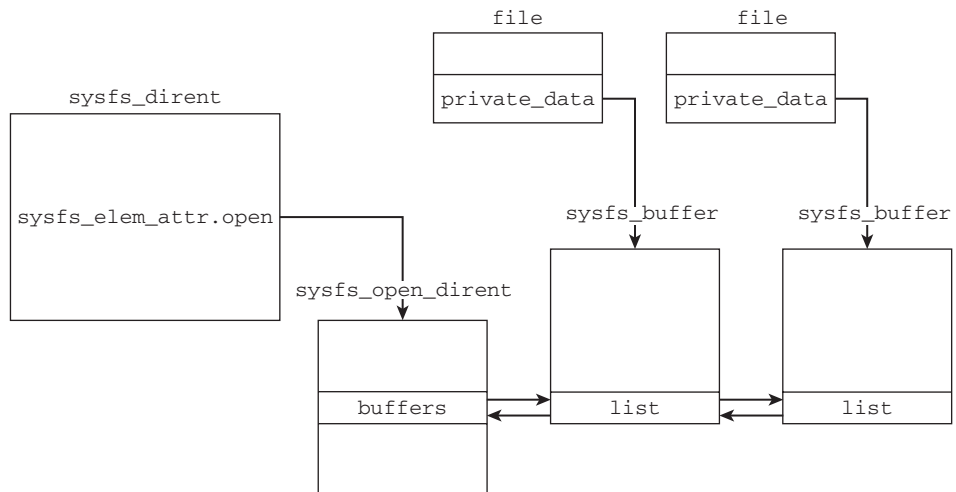 file
file
private_data
private_data
sysfs_dirent
sysfs_elem_attr.open
sysfs_buffer
sysfs_buffer
sysfs_open_dirent
buffers
list
list